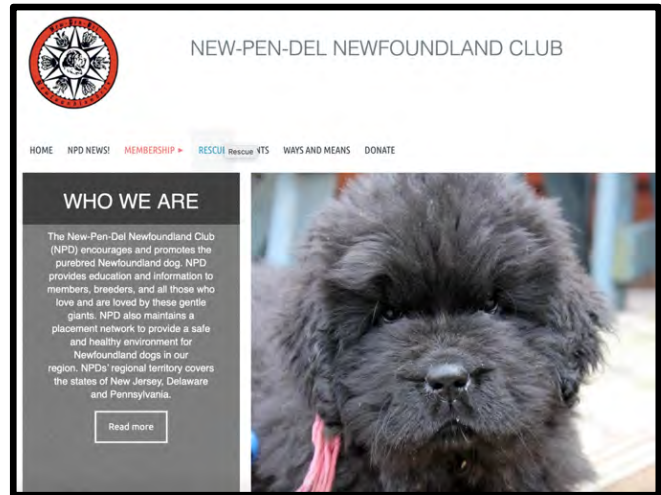 NEW-PEN-DEL NEWFOUNDLAND CLUB
HOME NPD NEWS! MEMBERSHIP ▸ RESCUE Rescue NTS WAYS AND MEANS DONATE
WHO WE ARE
The New-Pen-Del Newfoundland Club
(NPD) encourages and promotes the
purebred Newfoundland dog. NPD
provides education and information to
members, breeders, and all those who
love and are loved by these gentle
giants. NPD also maintains a
placement network to provide a safe
and healthy environment for
Newfoundland dogs in our
region. NPDs' regional territory covers
the states of New Jersey, Delaware
and Pennsylvania.
Read more